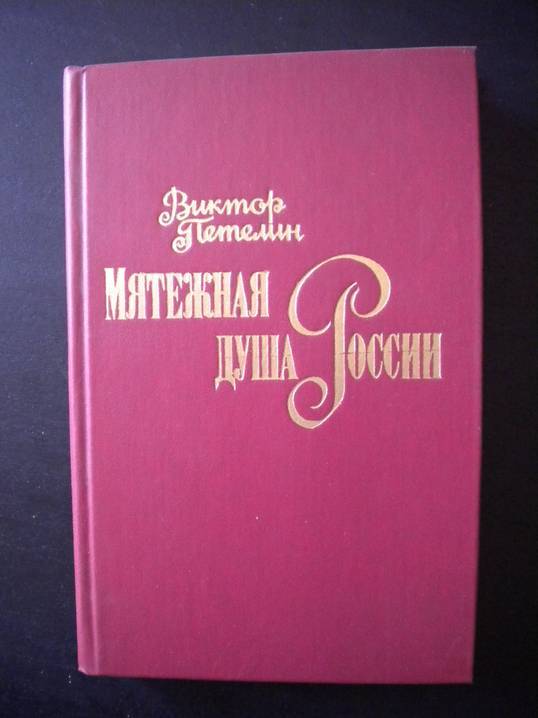 Виктор
Петелин
Мятежная
душа России